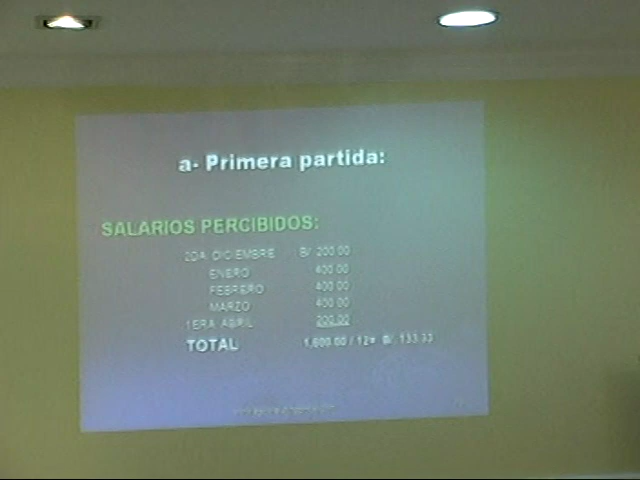 a- Primera partida:
SALARIOS PERCIBIDOS:
2DA. DICIEMBRE B/. 200.00
ENERO 400.00
FEBRERO 400.00
MARZO 400.00
1ERA. ABRIL 200.00
TOTAL 1,600.00 / 12= B/. 133.33